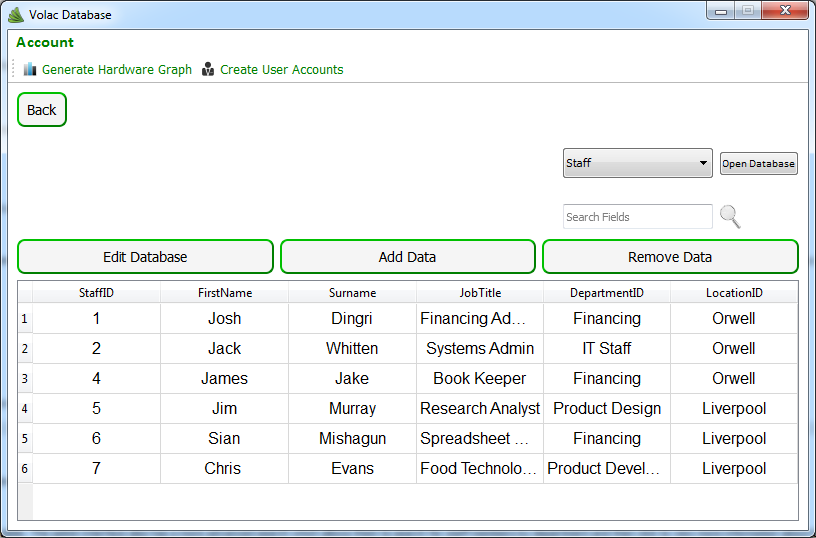 Volac Database
Account
Generate Hardware Graph Create User Accounts
Back
Staff Open Database
Search Fields
Edit Database Add Data Remove Data
StaffID FirstName Surname JobTitle DepartmentID LocationID
1 1 Josh Dingri Financing Ad... Financing Orwell
2 2 Jack Whitten Systems Admin IT Staff Orwell
3 4 James Jake Book Keeper Financing Orwell
4 5 Jim Murray Research Analyst Product Design Liverpool
5 6 Sian Mishagun Spreadsheet ... Financing Liverpool
6 7 Chris Evans Food Technolo... Product Devel... Liverpool